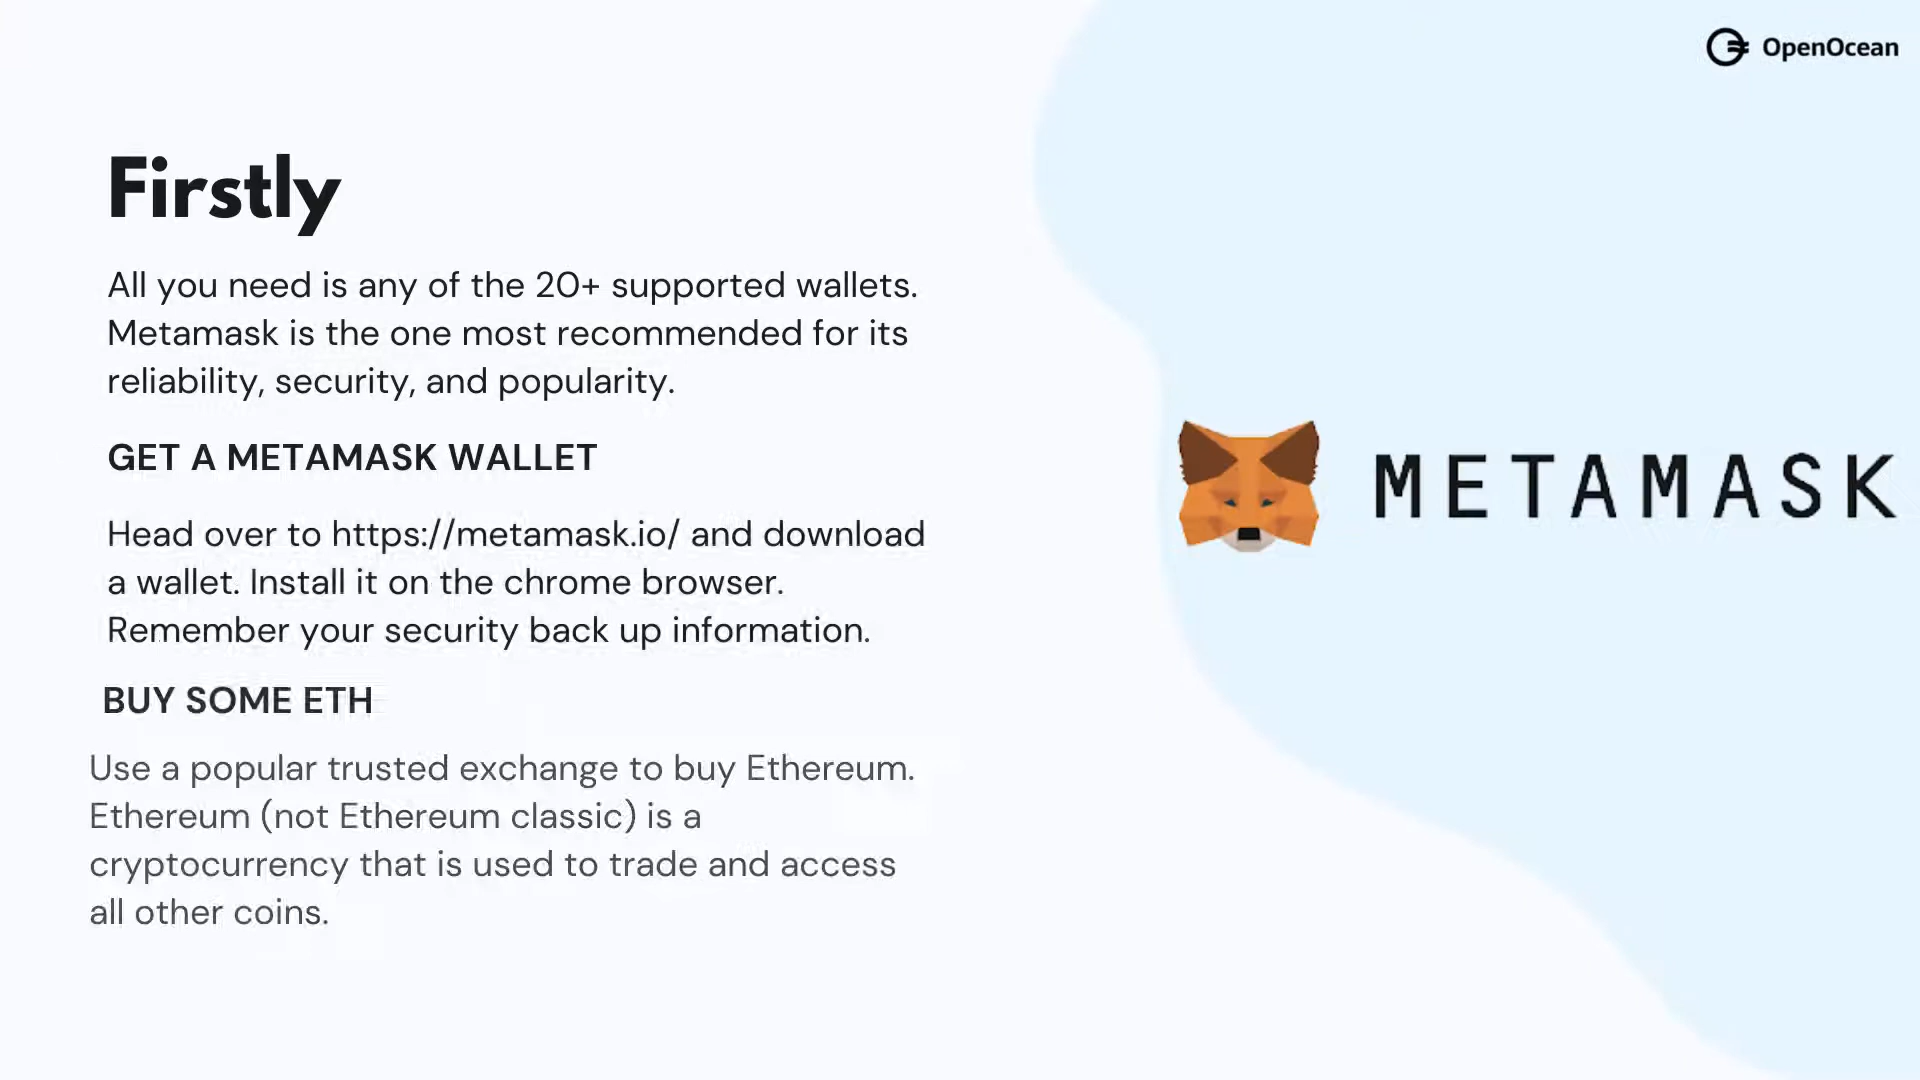 OpenOcean
Firstly
All you need is any of the 20+ supported wallets.
Metamask is the one most recommended for its
reliability, security, and popularity.
GET A METAMASK WALLET
Head over to https://metamask.io/ and download
a wallet. Install it on the chrome browser.
Remember your security back up information.
BUY SOME ETH
Use a popular trusted exchange to buy Ethereum.
Ethereum (not Ethereum classic) is a
cryptocurrency that is used to trade and access
all other coins.
METAMASK